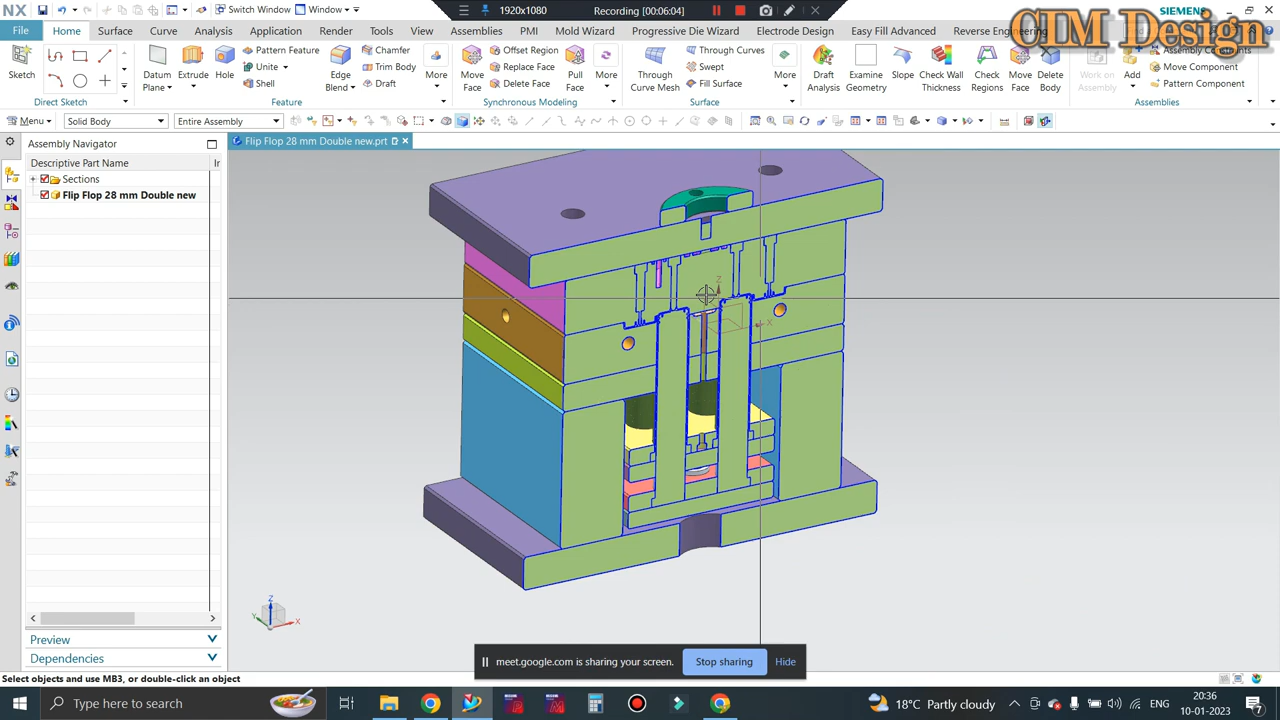 NX
Switch Window
Window
1920x1080
Recording [00:06:04]
SIEMENS
CIM Design
File
Home
Surface
Curve
Analysis
Application
Render
Tools
View
Assemblies
PMI
Mold Wizard
Progressive Die Wizard
Electrode Design
Easy Fill Advanced
Reverse Engineering
Sketch
Direct Sketch
Datum Plane
Extrude
Hole
Pattern Feature
Unite
Shell
Edge Blend
Chamfer
Trim Body
Draft
More
Feature
Move Face
Offset Region
Replace Face
Delete Face
Pull Face
More
Synchronous Modeling
Through Curve Mesh
Through Curves
Swept
Fill Surface
More
Surface
Draft Analysis
Examine Geometry
Slope
Check Wall Thickness
Check Regions
Move Face
Delete Body
Work on Assembly
Add
Assembly Constraints
Move Component
Pattern Component
Assemblies
Menu
Solid Body
Entire Assembly
Assembly Navigator
Flip Flop 28 mm Double new.prt
Descriptive Part Name
Ir
Sections
Flip Flop 28 mm Double new
Z
X
Z
Y
X
Preview
Dependencies
meet.google.com is sharing your screen.
Stop sharing
Hide
Select objects and use MB3, or double-click an object
Type here to search
18°C Partly cloudy
ENG
20:36
10-01-2023